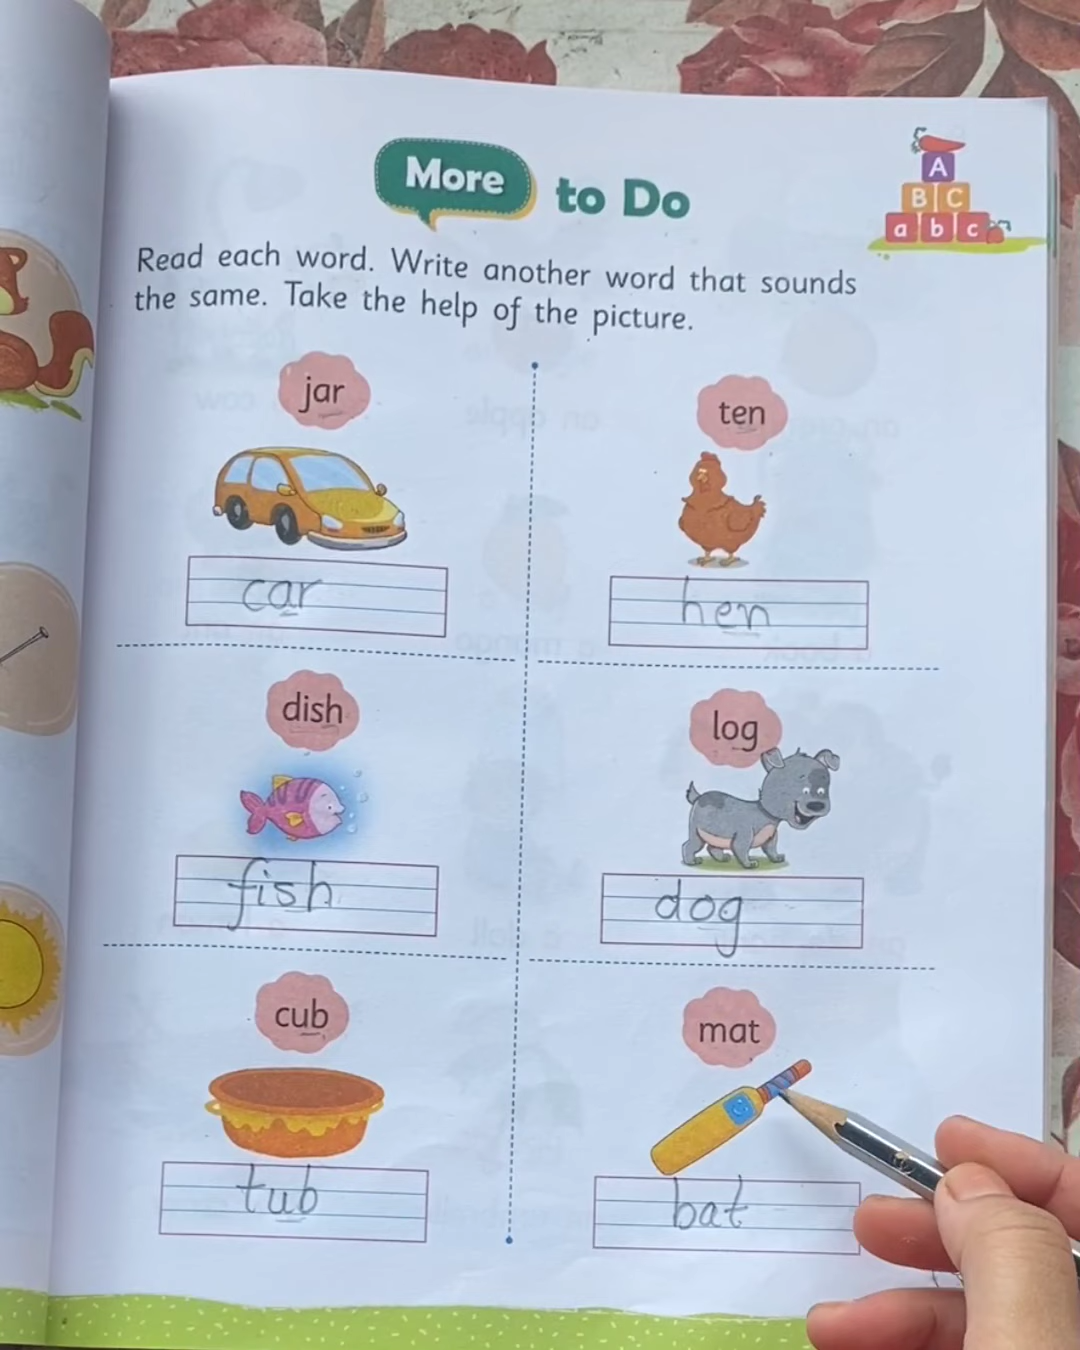 More to Do
A
B C
a b c
Read each word. Write another word that sounds
the same. Take the help of the picture.
jar
ten
car
hen
dish
log
fish
dog
cub
mat
tub
bat